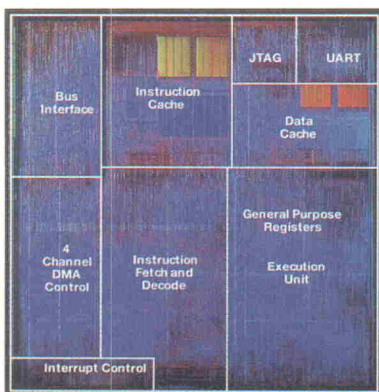 Bus
Interface
Instruction
Cache
JTAG
UART
Data
Cache
4
Channel
DMA
Control
Instruction
Fetch and
Decode
General Purpose
Registers
Execution
Unit
Interrupt Control